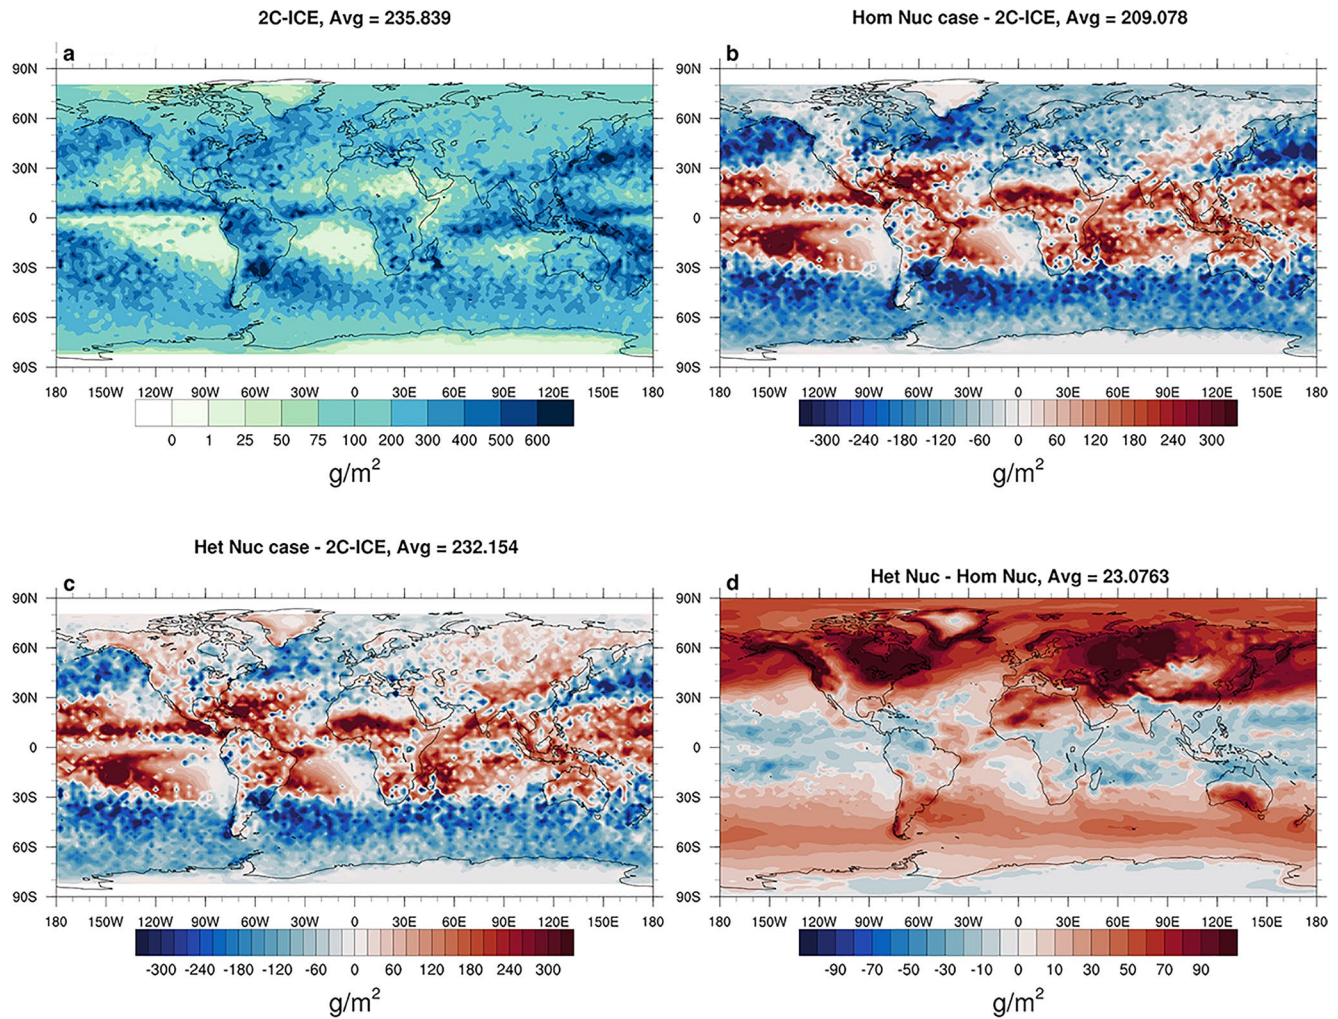 2C-ICE, Avg = 235.839
a
90N
60N
30N
0
30S
60S
90S
180 150W 120W 90W 60W 30W 0 30E 60E 90E 120E 150E 180
0 1 25 50 75 100 200 300 400 500 600
g/m²
Hom Nuc case - 2C-ICE, Avg = 209.078
b
90N
60N
30N
0
30S
60S
90S
180 150W 120W 90W 60W 30W 0 30E 60E 90E 120E 150E 180
-300 -240 -180 -120 -60 0 60 120 180 240 300
g/m²
Het Nuc case - 2C-ICE, Avg = 232.154
c
90N
60N
30N
0
30S
60S
90S
180 150W 120W 90W 60W 30W 0 30E 60E 90E 120E 150E 180
-300 -240 -180 -120 -60 0 60 120 180 240 300
g/m²
Het Nuc - Hom Nuc, Avg = 23.0763
d
90N
60N
30N
0
30S
60S
90S
180 150W 120W 90W 60W 30W 0 30E 60E 90E 120E 150E 180
-90 -70 -50 -30 -10 0 10 30 50 70 90
g/m²